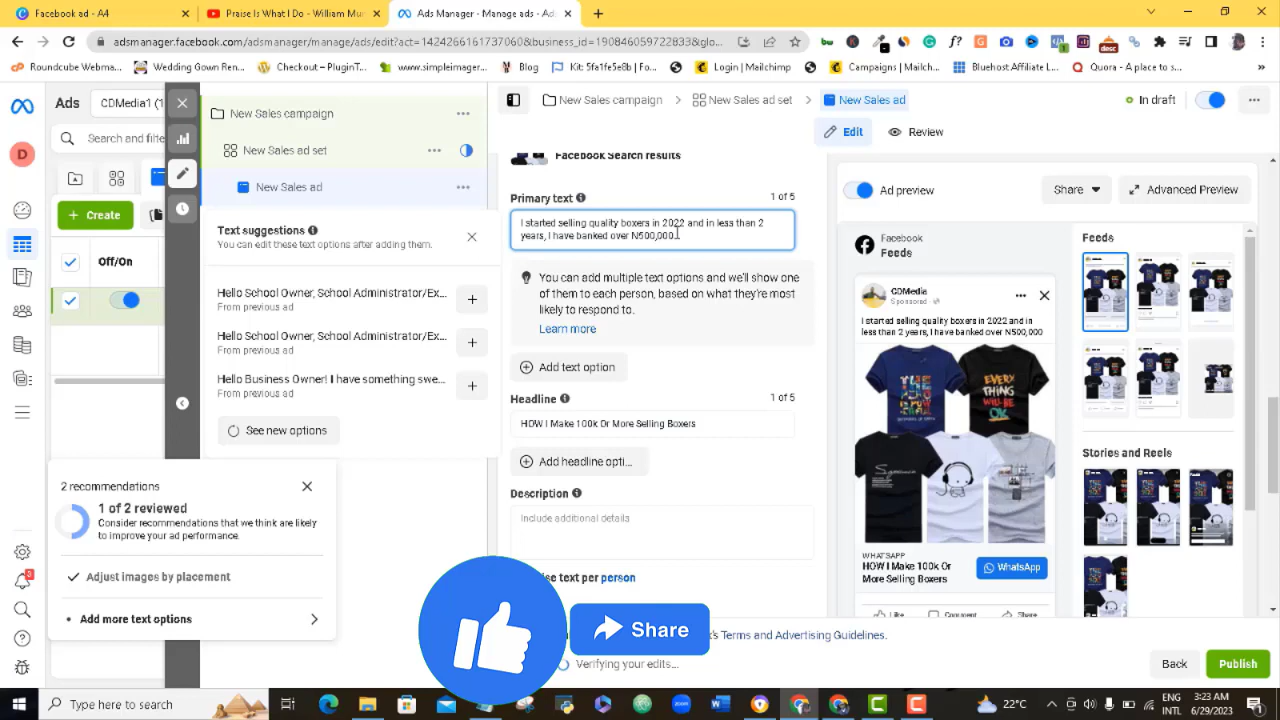 Facebook ad - A4
Praise Is What I Do - William Mu
Ads Manager - Manage ads - Ads
adsmanager.facebook.com/adsmanager/manage/ads/edit?act=1424266161737060&business_id=190846059722833&glo...
Roundcube Webma...
Wedding Gown Ren...
Checkout – PluginT...
www.simpleimager...
Blog
Kit: 5fa1fe5e8b | Fo...
Login | Mailchimp
Campaigns | Mailch...
Bluehost Affiliate L...
Quora - A place to s...
Ads
CDMedia1 (1
Search and filte
Create
Off/On
New Sales campaign
New Sales ad set
New Sales ad
Text suggestions
You can edit these text options after adding them.
Hello School Owner, School Administrator/Ex...
From previous ad
Hello School Owner, School Administrator/Ex...
From previous ad
Hello Business Owner! I have something swe...
From previous ad
See new options
2 recommendations
1 of 2 reviewed
Consider recommendations that we think are likely
to improve your ad performance.
Adjust images by placement
Add more text options
New Sales campaign
New Sales ad set
New Sales ad
In draft
Edit
Review
Facebook Search results
Primary text
1 of 5
I started selling quality boxers in 2022 and in less than 2
years, I have banked over N500,000.
You can add multiple text options and we'll show one
of them to each person, based on what they're most
likely to respond to.
Learn more
Add text option
Headline
1 of 5
HOW I Make 100k Or More Selling Boxers
Add headline opti...
Description
Include additional details
text per person
Share
Terms and Advertising Guidelines.
Verifying your edits...
Back
Publish
Ad preview
Share
Advanced Preview
Facebook
Feeds
CDMedia
Sponsored
I started selling quality boxers in 2022 and in
less than 2 years, I have banked over N500,000
EVERY
THING
WILL BE
OK
WHATSAPP
HOW I Make 100k Or
More Selling Boxers
WhatsApp
Like
Comment
Share
Feeds
Stories and Reels
Type here to search
22°C
ENG
INTL
3:23 AM
6/29/2023